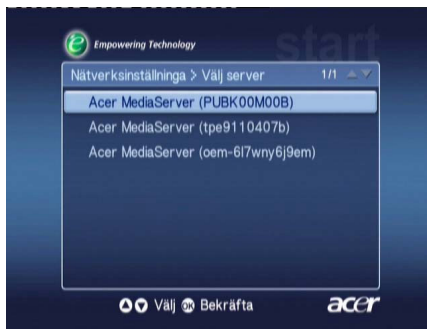 Empowering Technology
start
Nätverksinställninga > Välj server 1/1
Acer MediaServer (PUBK00M00B)
Acer MediaServer (tpe9110407b)
Acer MediaServer (oem-6l7wny6j9em)
Välj OK Bekräfta
acer